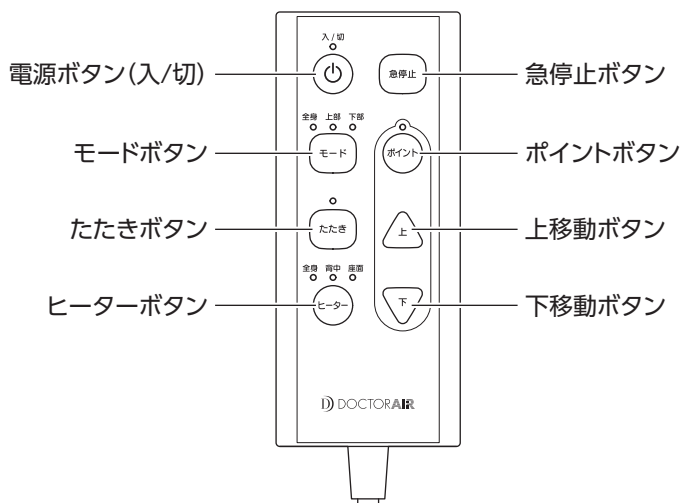 入/切
電源ボタン(入/切)
急停止
急停止ボタン
全身 上部 下部
モードボタン
モード
ポイント
ポイントボタン
たたきボタン
たたき
上
上移動ボタン
全身 背中 座面
ヒーターボタン
ヒーター
下
下移動ボタン
DOCTORAIR